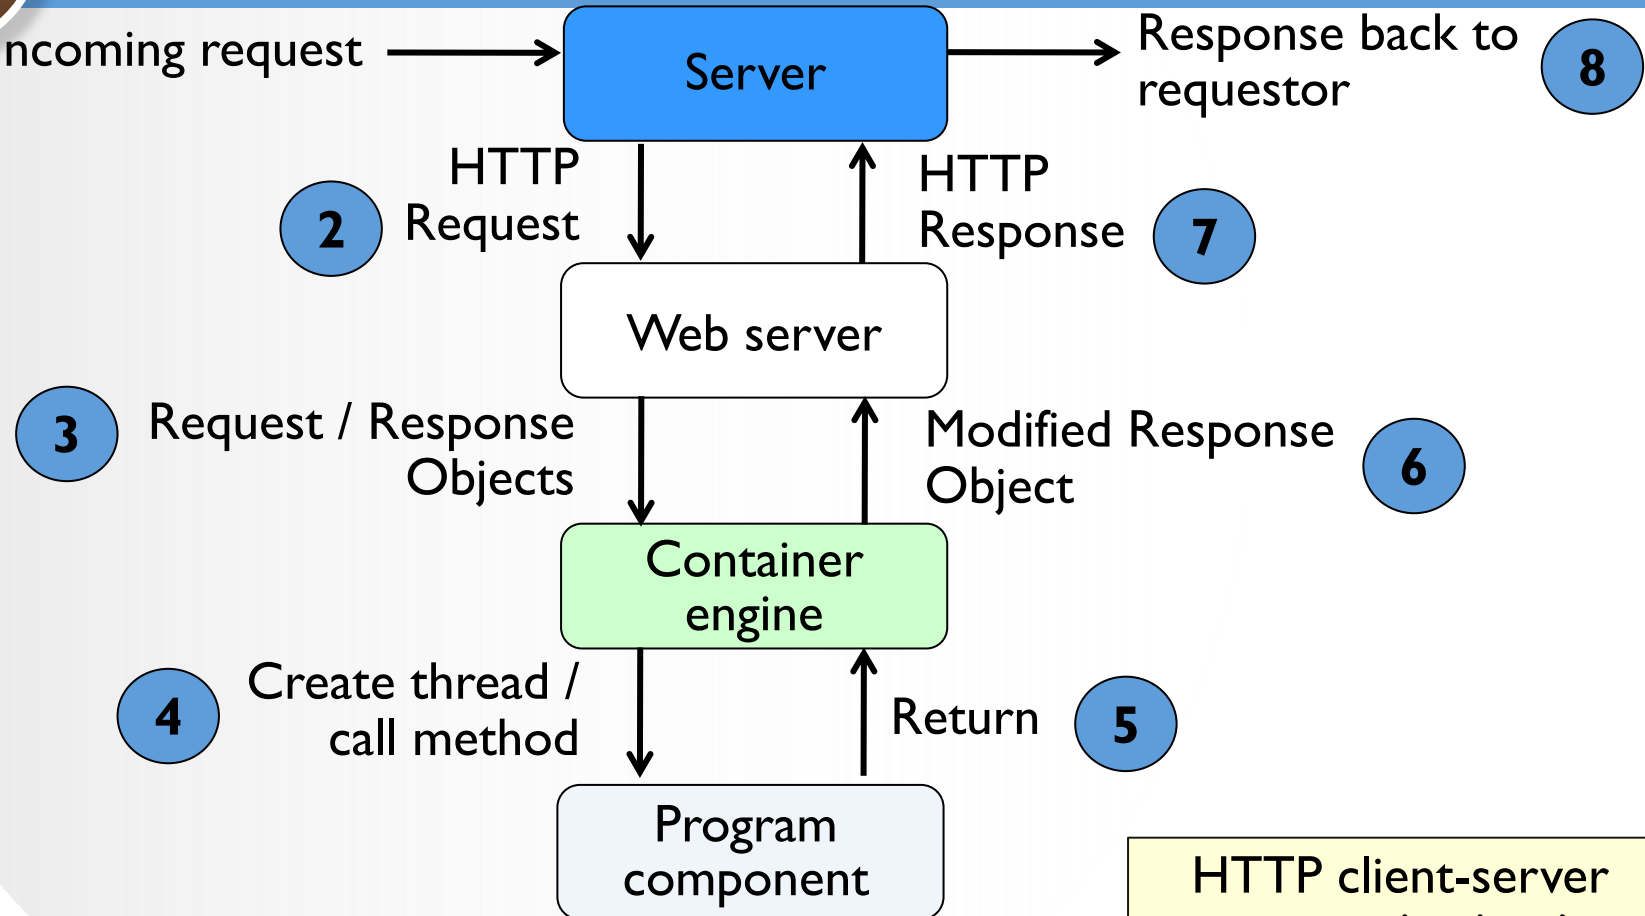 ncoming request
Server
Response back to
requestor
8
HTTP
Request
2
HTTP
Response
7
Web server
3
Request / Response
Objects
Modified Response
Object
6
Container
engine
4
Create thread /
call method
Return
5
Program
component
HTTP client-server